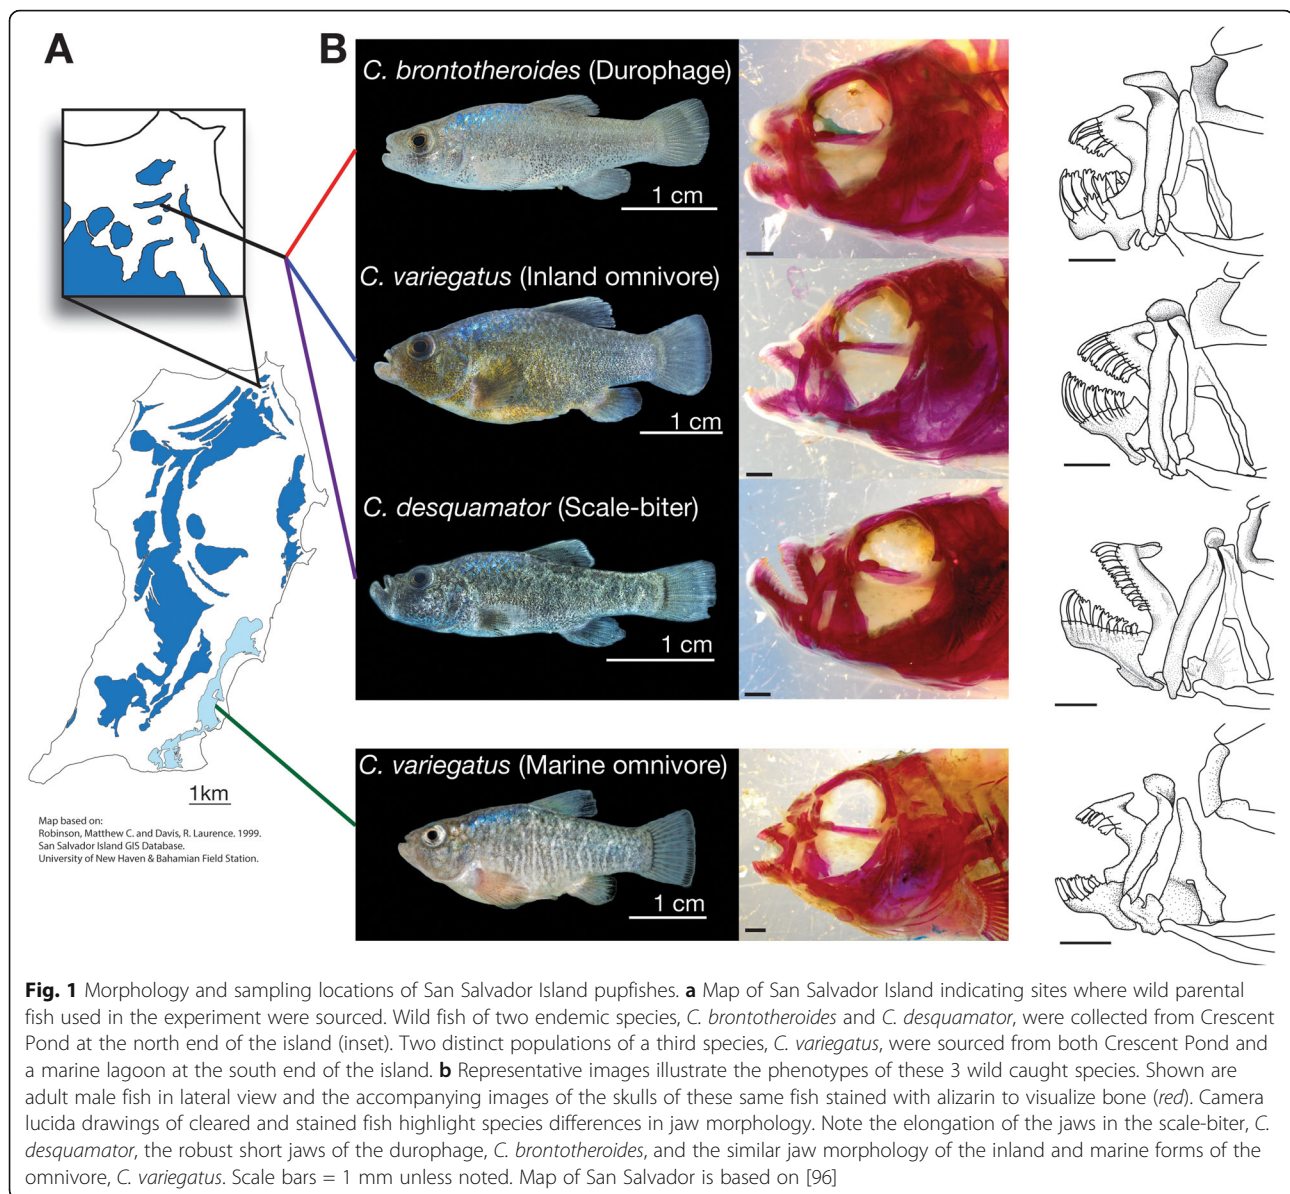 A
B
C. brontotheroides (Durophage)
1 cm
C. variegatus (Inland omnivore)
1 cm
C. desquamator (Scale-biter)
1 cm
C. variegatus (Marine omnivore)
1 cm
1km
Map based on:
Robinson, Matthew C. and Davis, R. Laurence. 1999.
San Salvador Island GIS Database.
University of New Haven & Bahamian Field Station.
Fig. 1 Morphology and sampling locations of San Salvador Island pupfishes. a Map of San Salvador Island indicating sites where wild parental
fish used in the experiment were sourced. Wild fish of two endemic species, C. brontotheroides and C. desquamator, were collected from Crescent
Pond at the north end of the island (inset). Two distinct populations of a third species, C. variegatus, were sourced from both Crescent Pond and
a marine lagoon at the south end of the island. b Representative images illustrate the phenotypes of these 3 wild caught species. Shown are
adult male fish in lateral view and the accompanying images of the skulls of these same fish stained with alizarin to visualize bone (red). Camera
lucida drawings of cleared and stained fish highlight species differences in jaw morphology. Note the elongation of the jaws in the scale-biter, C.
desquamator, the robust short jaws of the durophage, C. brontotheroides, and the similar jaw morphology of the inland and marine forms of the
omnivore, C. variegatus. Scale bars = 1 mm unless noted. Map of San Salvador is based on [96]